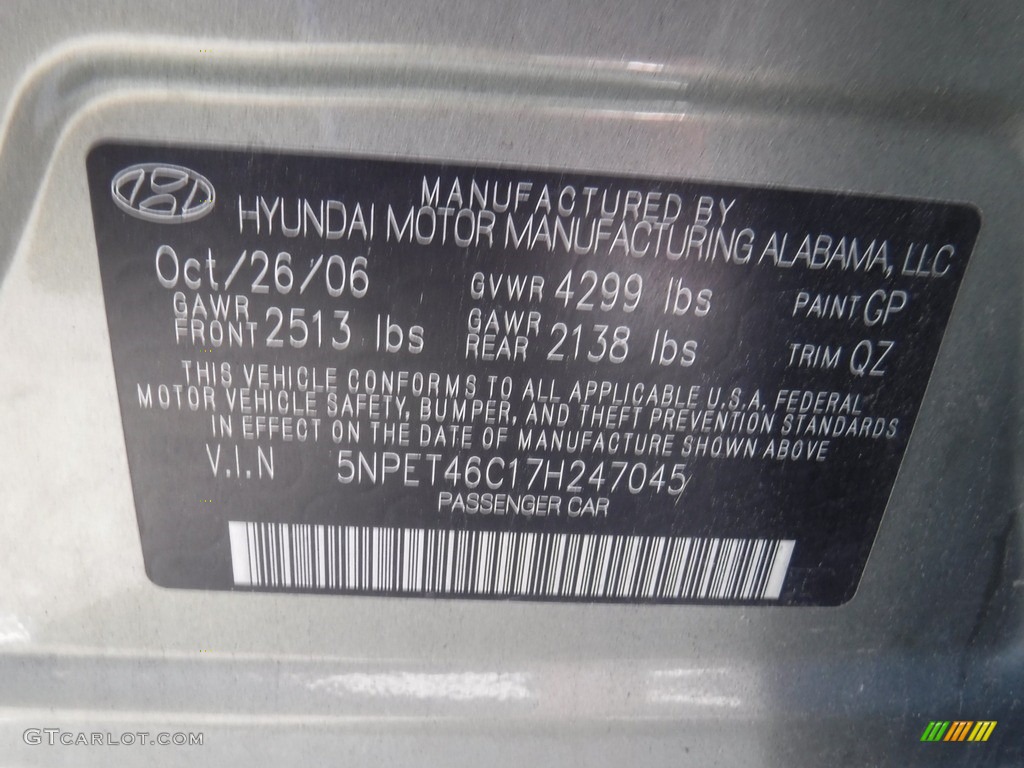 MANUFACTURED BY
HYUNDAI MOTOR MANUFACTURING ALABAMA, LLC
Oct/26/06 GVWR 4299 lbs PAINT GP
GAWR FRONT 2513 lbs GAWR REAR 2138 lbs TRIM QZ
THIS VEHICLE CONFORMS TO ALL APPLICABLE U.S.A. FEDERAL
MOTOR VEHICLE SAFETY, BUMPER, AND THEFT PREVENTION STANDARDS
IN EFFECT ON THE DATE OF MANUFACTURE SHOWN ABOVE
V.I.N 5NPET46C17H247045
PASSENGER CAR
GTCARLOT.COM